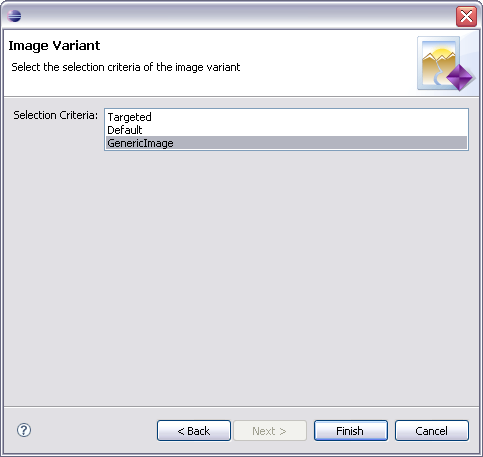 Image Variant
Select the selection criteria of the image variant
Selection Criteria:
Targeted
Default
GenericImage
?
< Back
Next >
Finish
Cancel